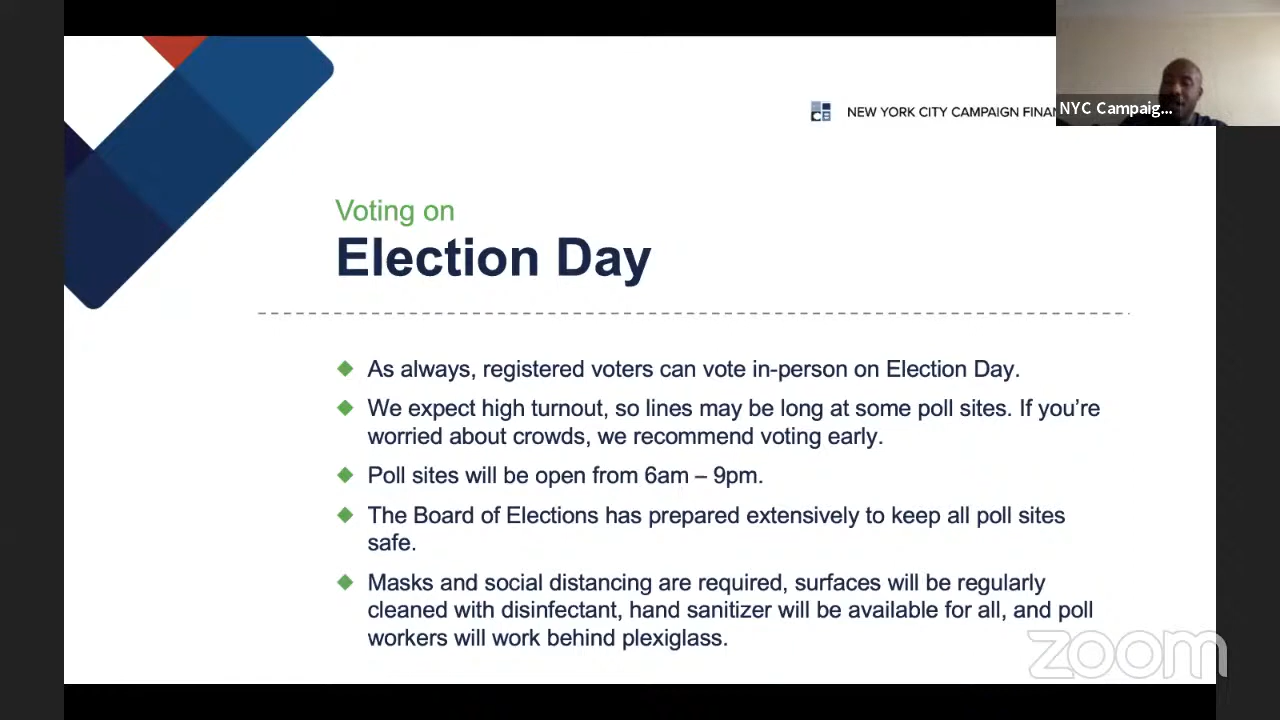 NYC Campaig...
NEW YORK CITY CAMPAIGN
Voting on
Election Day
As always, registered voters can vote in-person on Election Day.
We expect high turnout, so lines may be long at some poll sites. If you’re
worried about crowds, we recommend voting early.
Poll sites will be open from 6am – 9pm.
The Board of Elections has prepared extensively to keep all poll sites
safe.
Masks and social distancing are required, surfaces will be regularly
cleaned with disinfectant, hand sanitizer will be available for all, and poll
workers will work behind plexiglass.
zoom